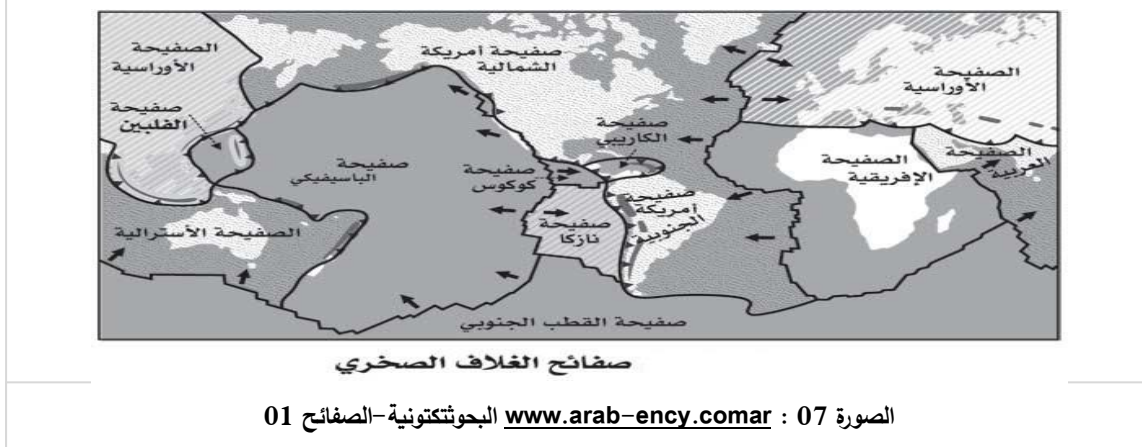 الصفيحة
الأوراسية
صفيحة أمريكة
الشمالية
الصفيحة
الأوراسية
صفيحة
الفلبين
صفيحة
الكاريبي
الصفيحة
العربية
الصفيحة
الإفريقية
صفيحة
الباسيفيكي
صفيحة
كوكوس
صفيحة
أمريكة
الجنوبية
صفيحة
نازكا
الصفيحة الأسترالية
صفيحة القطب الجنوبي
صفائح الغلاف الصخري
الصورة 07 : www.arab-ency.comar البحوثتكتونية-الصفائح 01